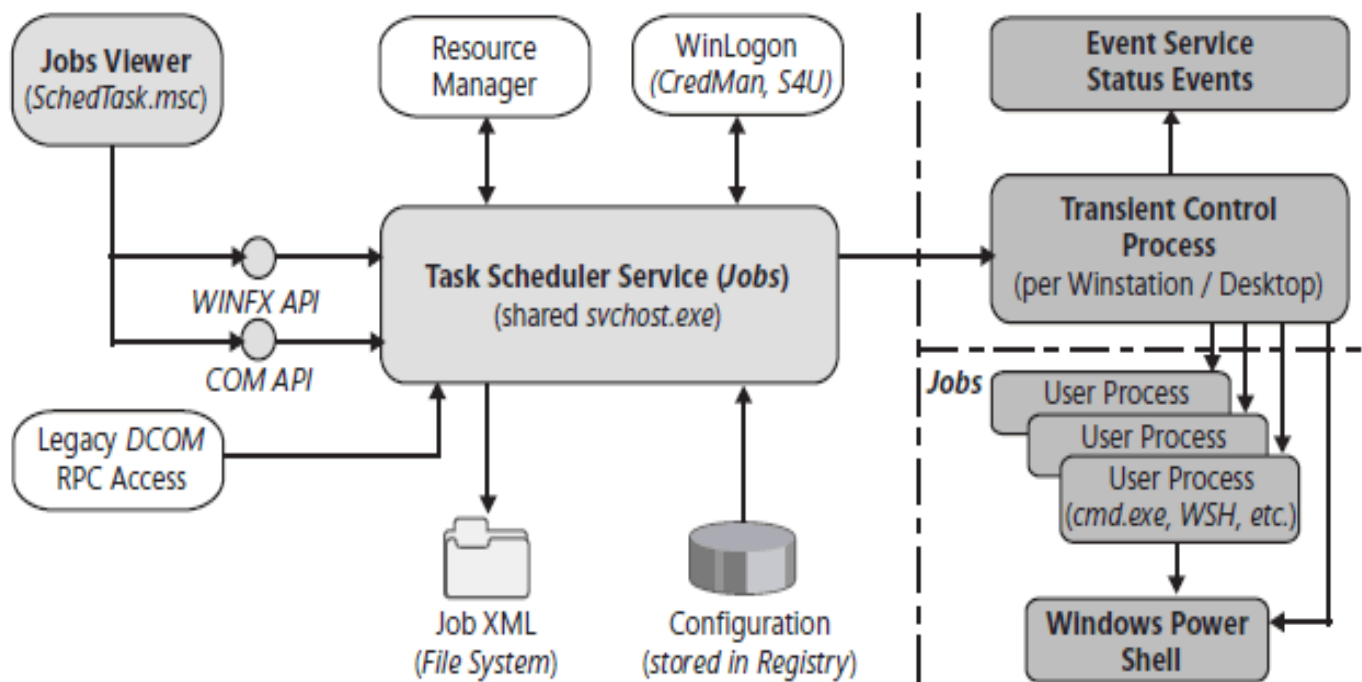 Jobs Viewer
(SchedTask.msc)
Resource
Manager
WinLogon
(CredMan, S4U)
Event Service
Status Events
Transient Control
Process
(per Winstation / Desktop)
Task Scheduler Service (Jobs)
(shared svchost.exe)
WINFX API
COM API
Legacy DCOM
RPC Access
Job XML
(File System)
Configuration
(stored in Registry)
Jobs
User Process
User Process
User Process
(cmd.exe, WSH, etc.)
Windows Power
Shell